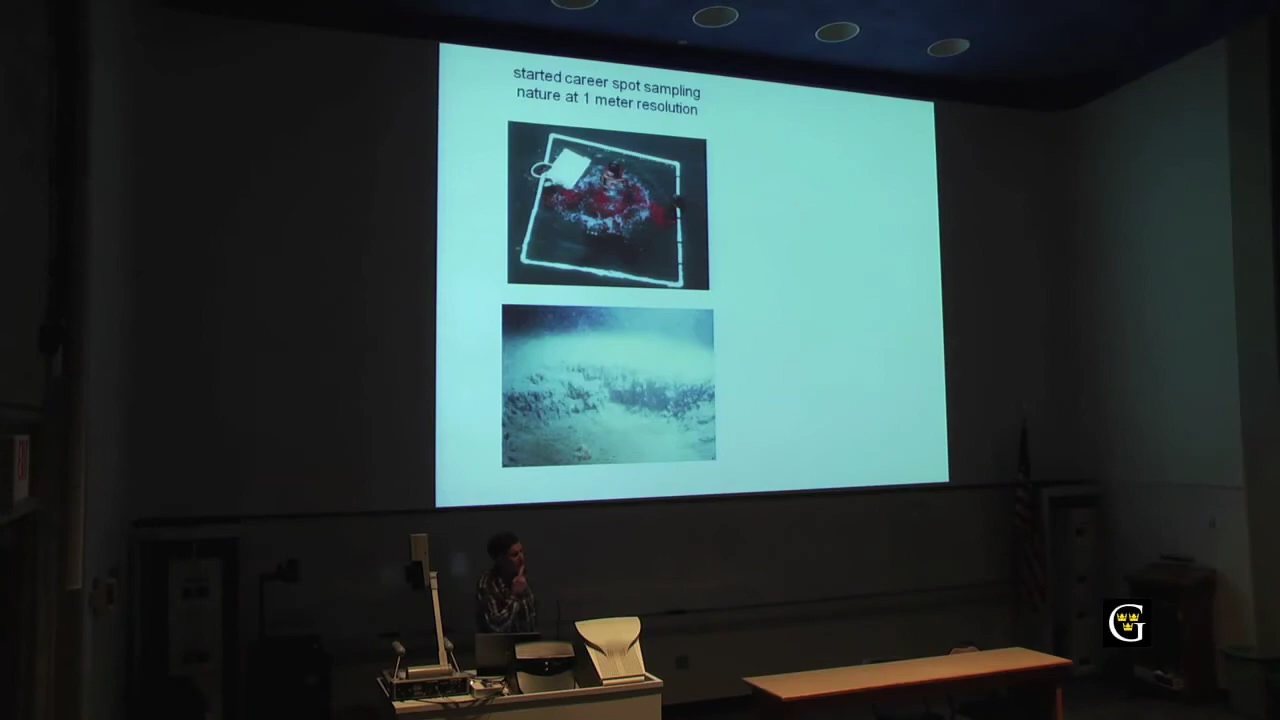 started career spot sampling
nature at 1 meter resolution
G